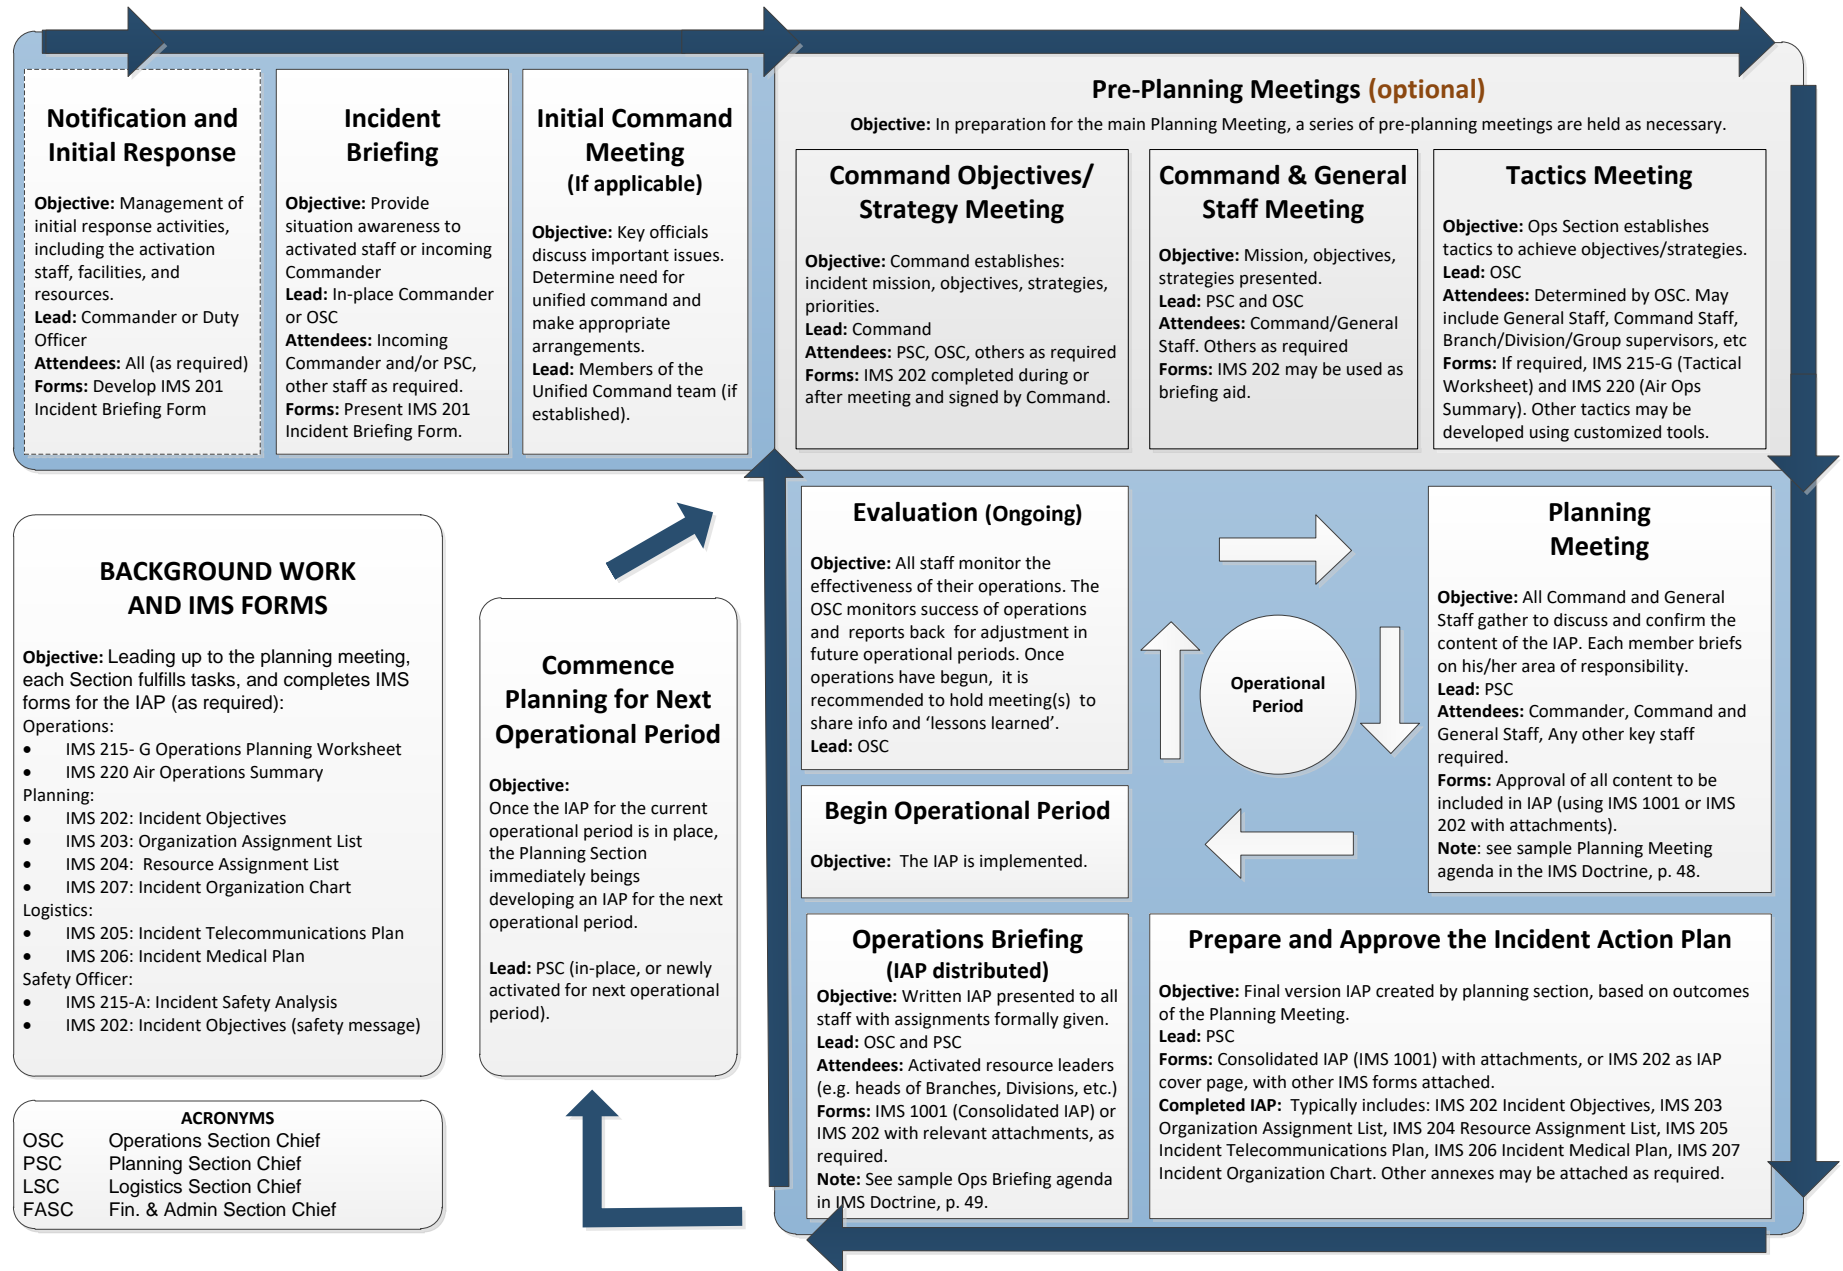 Notification and
Initial Response
Objective: Management of
initial response activities,
including the activation
staff, facilities, and
resources.
Lead: Commander or Duty
Officer
Attendees: All (as required)
Forms: Develop IMS 201
Incident Briefing Form
Incident
Briefing
Objective: Provide
situation awareness to
activated staff or incoming
Commander
Lead: In-place Commander
or OSC
Attendees: Incoming
Commander and/or PSC,
other staff as required.
Forms: Present IMS 201
Incident Briefing Form.
Initial Command
Meeting
(If applicable)
Objective: Key officials
discuss important issues.
Determine need for
unified command and
make appropriate
arrangements.
Lead: Members of the
Unified Command team (if
established).
Pre-Planning Meetings (optional)
Objective: In preparation for the main Planning Meeting, a series of pre-planning meetings are held as necessary.
Command Objectives/
Strategy Meeting
Objective: Command establishes:
incident mission, objectives, strategies,
priorities.
Lead: Command
Attendees: PSC, OSC, others as required
Forms: IMS 202 completed during or
after meeting and signed by Command.
Command & General
Staff Meeting
Objective: Mission, objectives,
strategies presented.
Lead: PSC and OSC
Attendees: Command/General
Staff. Others as required
Forms: IMS 202 may be used as
briefing aid.
Tactics Meeting
Objective: Ops Section establishes
tactics to achieve objectives/strategies.
Lead: OSC
Attendees: Determined by OSC. May
include General Staff, Command Staff,
Branch/Division/Group supervisors, etc
Forms: If required, IMS 215-G (Tactical
Worksheet) and IMS 220 (Air Ops
Summary). Other tactics may be
developed using customized tools.
BACKGROUND WORK
AND IMS FORMS
Objective: Leading up to the planning meeting,
each Section fulfills tasks, and completes IMS
forms for the IAP (as required):
Operations:
• IMS 215- G Operations Planning Worksheet
• IMS 220 Air Operations Summary
Planning:
• IMS 202: Incident Objectives
• IMS 203: Organization Assignment List
• IMS 204: Resource Assignment List
• IMS 207: Incident Organization Chart
Logistics:
• IMS 205: Incident Telecommunications Plan
• IMS 206: Incident Medical Plan
Safety Officer:
• IMS 215-A: Incident Safety Analysis
• IMS 202: Incident Objectives (safety message)
ACRONYMS
OSC Operations Section Chief
PSC Planning Section Chief
LSC Logistics Section Chief
FASC Fin. & Admin Section Chief
Commence
Planning for Next
Operational Period
Objective:
Once the IAP for the current
operational period is in place,
the Planning Section
immediately beings
developing an IAP for the next
operational period.
Lead: PSC (in-place, or newly
activated for next operational
period).
Evaluation (Ongoing)
Objective: All staff monitor the
effectiveness of their operations. The
OSC monitors success of operations
and reports back for adjustment in
future operational periods. Once
operations have begun, it is
recommended to hold meeting(s) to
share info and ‘lessons learned’.
Lead: OSC
Begin Operational Period
Objective: The IAP is implemented.
Operational
Period
Planning
Meeting
Objective: All Command and General
Staff gather to discuss and confirm the
content of the IAP. Each member briefs
on his/her area of responsibility.
Lead: PSC
Attendees: Commander, Command and
General Staff, Any other key staff
required.
Forms: Approval of all content to be
included in IAP (using IMS 1001 or IMS
202 with attachments).
Note: see sample Planning Meeting
agenda in the IMS Doctrine, p. 48.
Operations Briefing
(IAP distributed)
Objective: Written IAP presented to all
staff with assignments formally given.
Lead: OSC and PSC
Attendees: Activated resource leaders
(e.g. heads of Branches, Divisions, etc.)
Forms: IMS 1001 (Consolidated IAP) or
IMS 202 with relevant attachments, as
required.
Note: See sample Ops Briefing agenda
in IMS Doctrine, p. 49.
Prepare and Approve the Incident Action Plan
Objective: Final version IAP created by planning section, based on outcomes
of the Planning Meeting.
Lead: PSC
Forms: Consolidated IAP (IMS 1001) with attachments, or IMS 202 as IAP
cover page, with other IMS forms attached.
Completed IAP: Typically includes: IMS 202 Incident Objectives, IMS 203
Organization Assignment List, IMS 204 Resource Assignment List, IMS 205
Incident Telecommunications Plan, IMS 206 Incident Medical Plan, IMS 207
Incident Organization Chart. Other annexes may be attached as required.